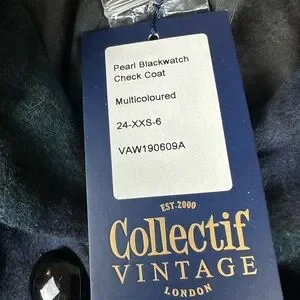 Pearl Blackwatch
Check Coat
Multicoloured
24-XXS-6
VAW190609A
EST. 2000
Collectif
VINTAGE
LONDON